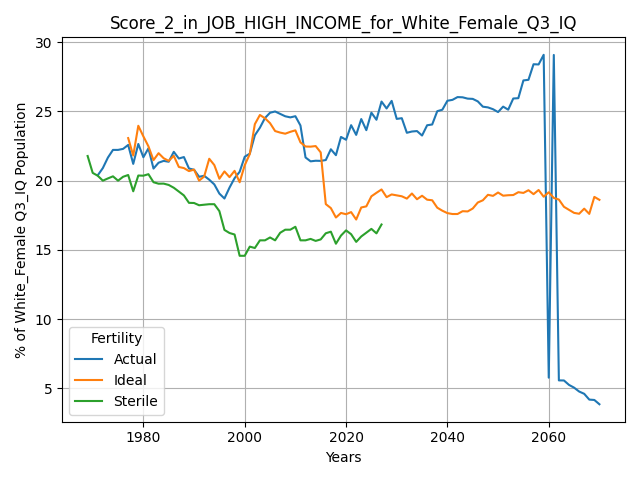 Score_2_in_JOB_HIGH_INCOME_for_White_Female_Q3_IQ
% of White_Female Q3_IQ Population
30
25
20
15
10
5
Fertility
Actual
Ideal
Sterile
1980 2000 2020 2040 2060
Years